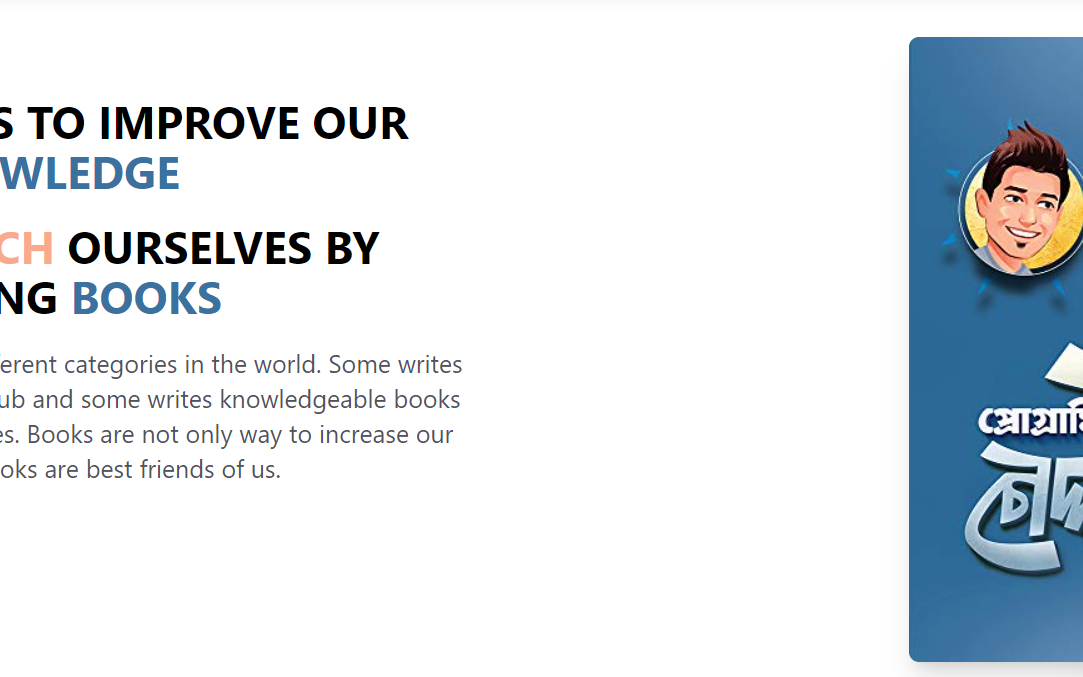 S TO IMPROVE OUR
WLEDGE
CH OURSELVES BY
NG BOOKS
erent categories in the world. Some writes
ub and some writes knowledgeable books
es. Books are not only way to increase our
oks are best friends of us.
প্রোগ্রামি
চৌদ্দ